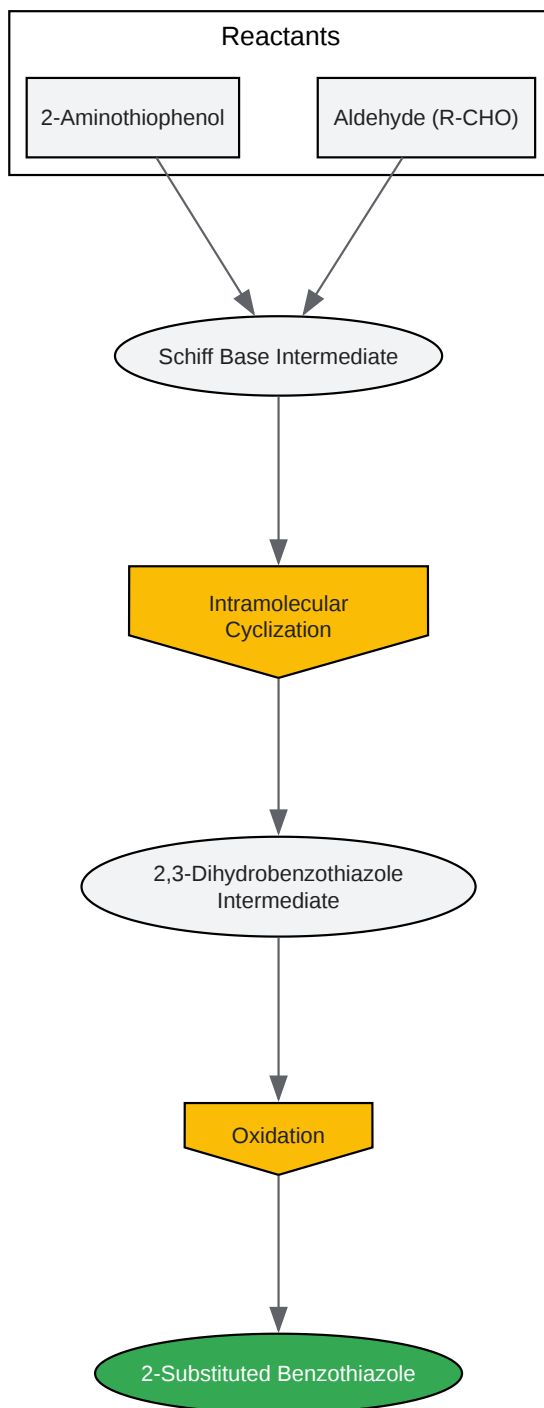 Reactants
2-Aminothiophenol
Aldehyde (R-CHO)
Schiff Base Intermediate
Intramolecular
Cyclization
2,3-Dihydrobenzothiazole
Intermediate
Oxidation
2-Substituted Benzothiazole